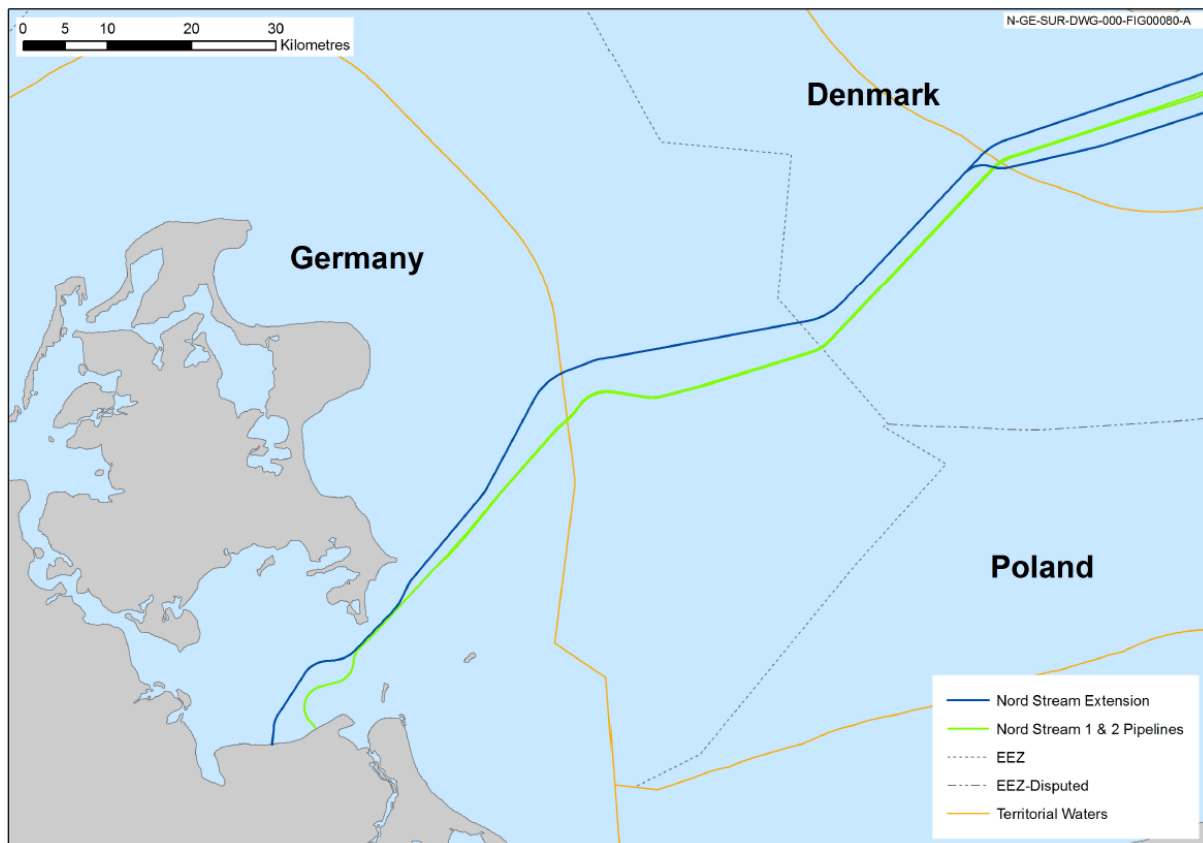 0 5 10 20 30
Kilometres
N-GE-SUR-DWG-000-FIG00080-A
Denmark
Germany
Poland
Nord Stream Extension
Nord Stream 1 & 2 Pipelines
EEZ
EEZ-Disputed
Territorial Waters